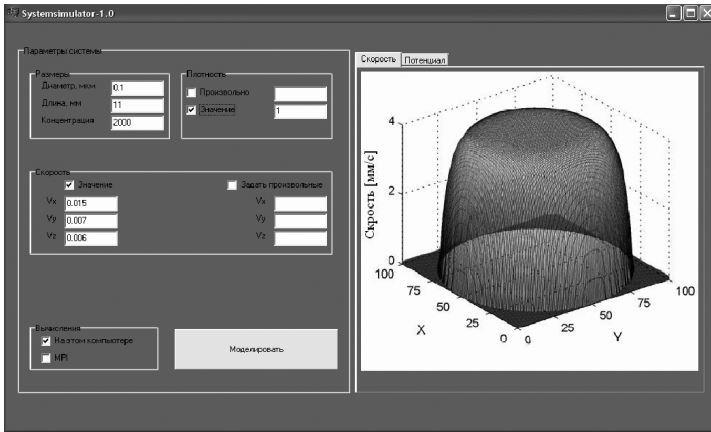 Systemsimulator-1.0
Параметры системы
Размеры
Диаметр, мкм 0.1
Длина, мм 11
Концентрация 2000
Плотность
Произвольно
Значение 1
Скорость
Значение
Vx 0.015
Vy 0.007
Vz 0.006
Задать произвольные
Vx
Vy
Vz
Вычисления
На этом компьютере
MPI
Моделировать
Скорость Потенциал
Скрость [мм/с]
4
2
0
100
75
50
25
0
X
0
25
50
75
100
Y